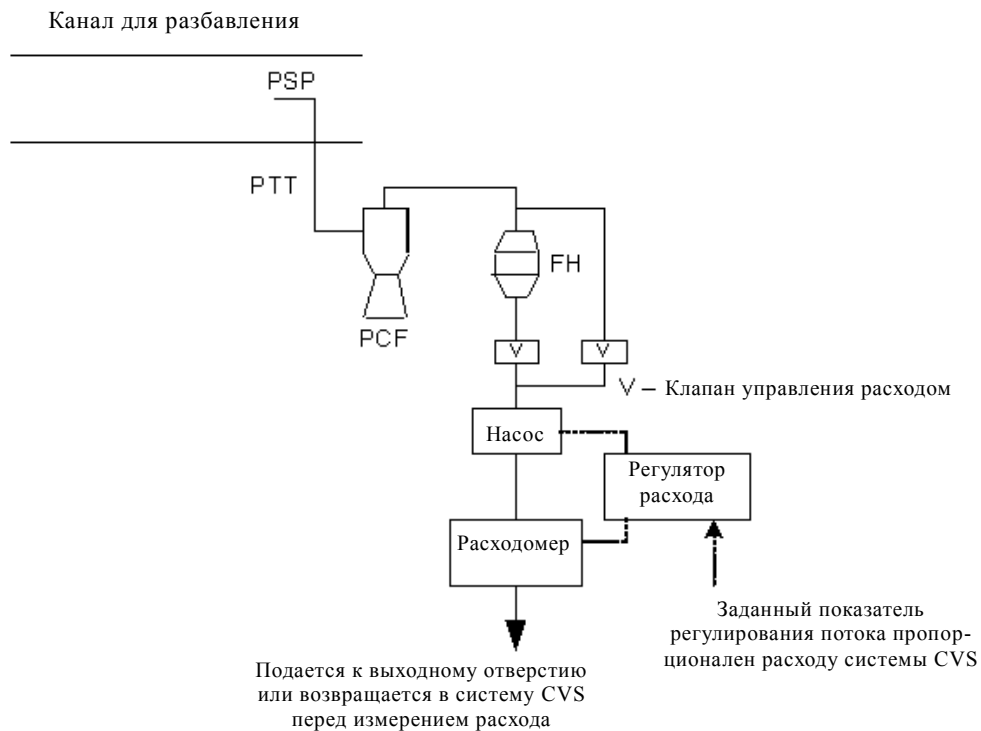 Канал для разбавления
PSP
PTT
FH
PCF
V
V
V – Клапан управления расходом
Насос
Регулятор
расхода
Расходомер
Заданный показатель
регулирования потока пропор-
ционален расходу системы CVS
Подается к выходному отверстию
или возвращается в систему CVS
перед измерением расхода